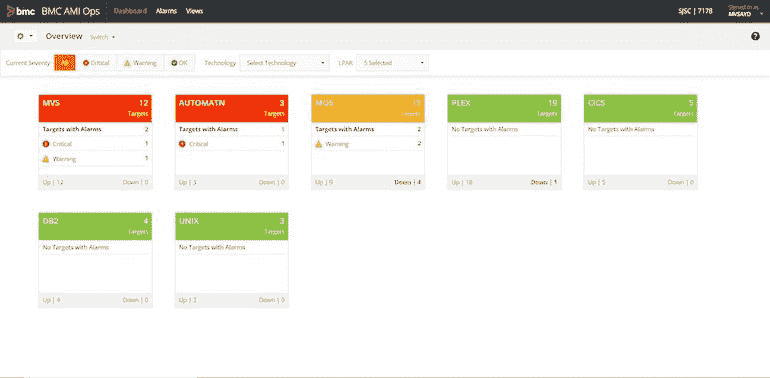 bmc BMC AMI Ops Dashboard Alarms Views SJSC | 7178 Signed in as MVSAYD
Overview Switch
Current Severity Critical Warning OK Technology Select Technology LPAR 5 Selected
MVS 12
Targets
Targets with Alarms 2
Critical 1
Warning 1
Up | 12 Down | 0
AUTOMATN 3
Targets
Targets with Alarms 1
Critical 1
Up | 3 Down | 0
Targets
Targets with Alarms 2
Warning 2
Up | 9 Down | 4
PLEX 19
Targets
No Targets with Alarms
Up | 18 Down | 1
CICS 5
Targets
No Targets with Alarms
Up | 5 Down | 0
DB2 4
Targets
No Targets with Alarms
Up | 4 Down | 0
UNIX 3
Targets
No Targets with Alarms
Up | 3 Down | 0